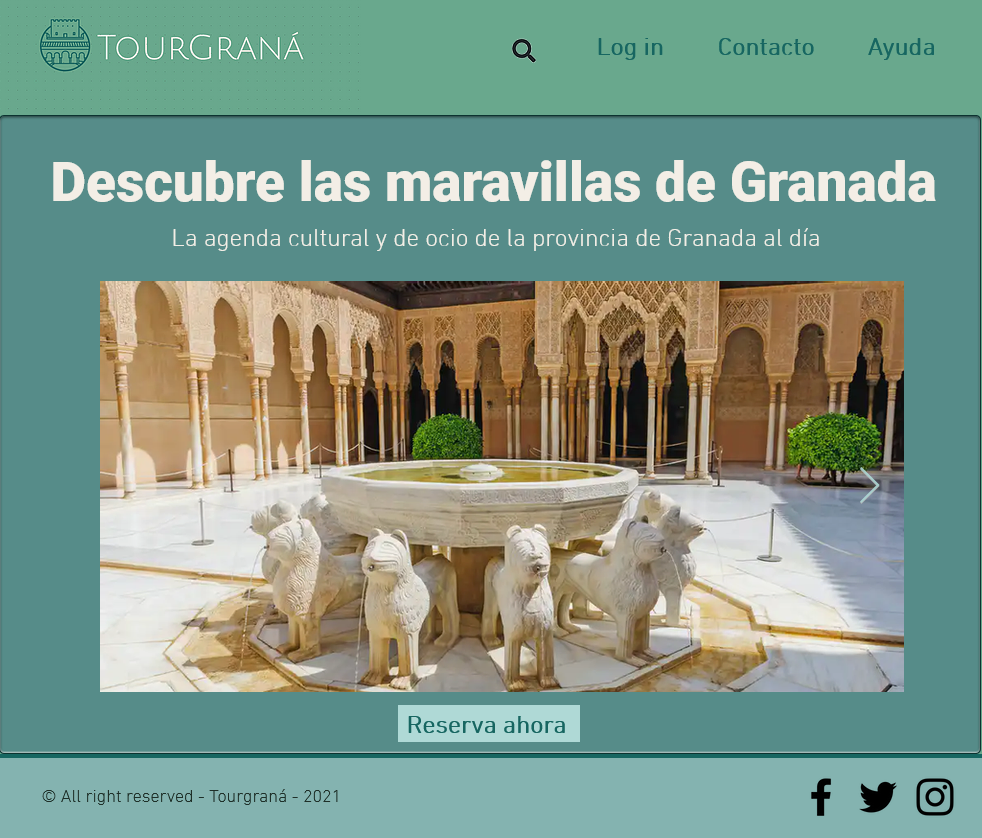 TourGraná
Log in
Contacto
Ayuda
Descubre las maravillas de Granada
La agenda cultural y de ocio de la provincia de Granada al día
Reserva ahora
© All right reserved - Tourgraná - 2021